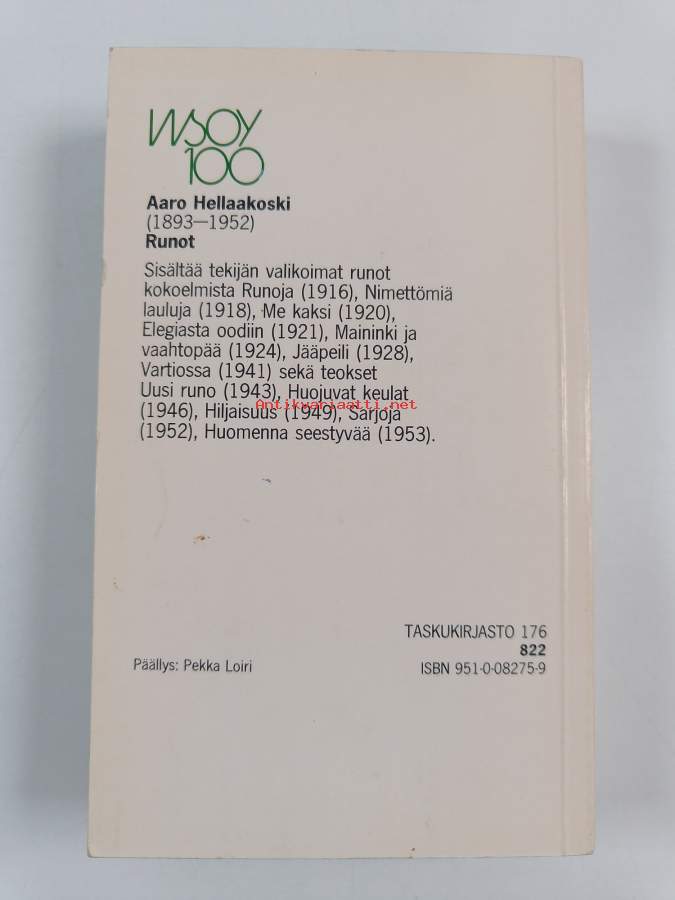 WSOY
100
Aaro Hellaakoski
(1893—1952)
Runot
Sisältää tekijän valikoimat runot
kokoelmista Runoja (1916), Nimettömiä
lauluja (1918), Me kaksi (1920),
Elegiasta oodiin (1921), Maininki ja
vaahtopää (1924), Jääpeili (1928),
Vartiossa (1941) sekä teokset
Uusi runo (1943), Huojuvat keulat
Antikvariaatti.net
(1946), Hiljaisuus (1949), Sarjoja
(1952), Huomenna seestyvää (1953).
TASKUKIRJASTO 176
822
Päällys: Pekka Loiri
ISBN 951-0-08275-9